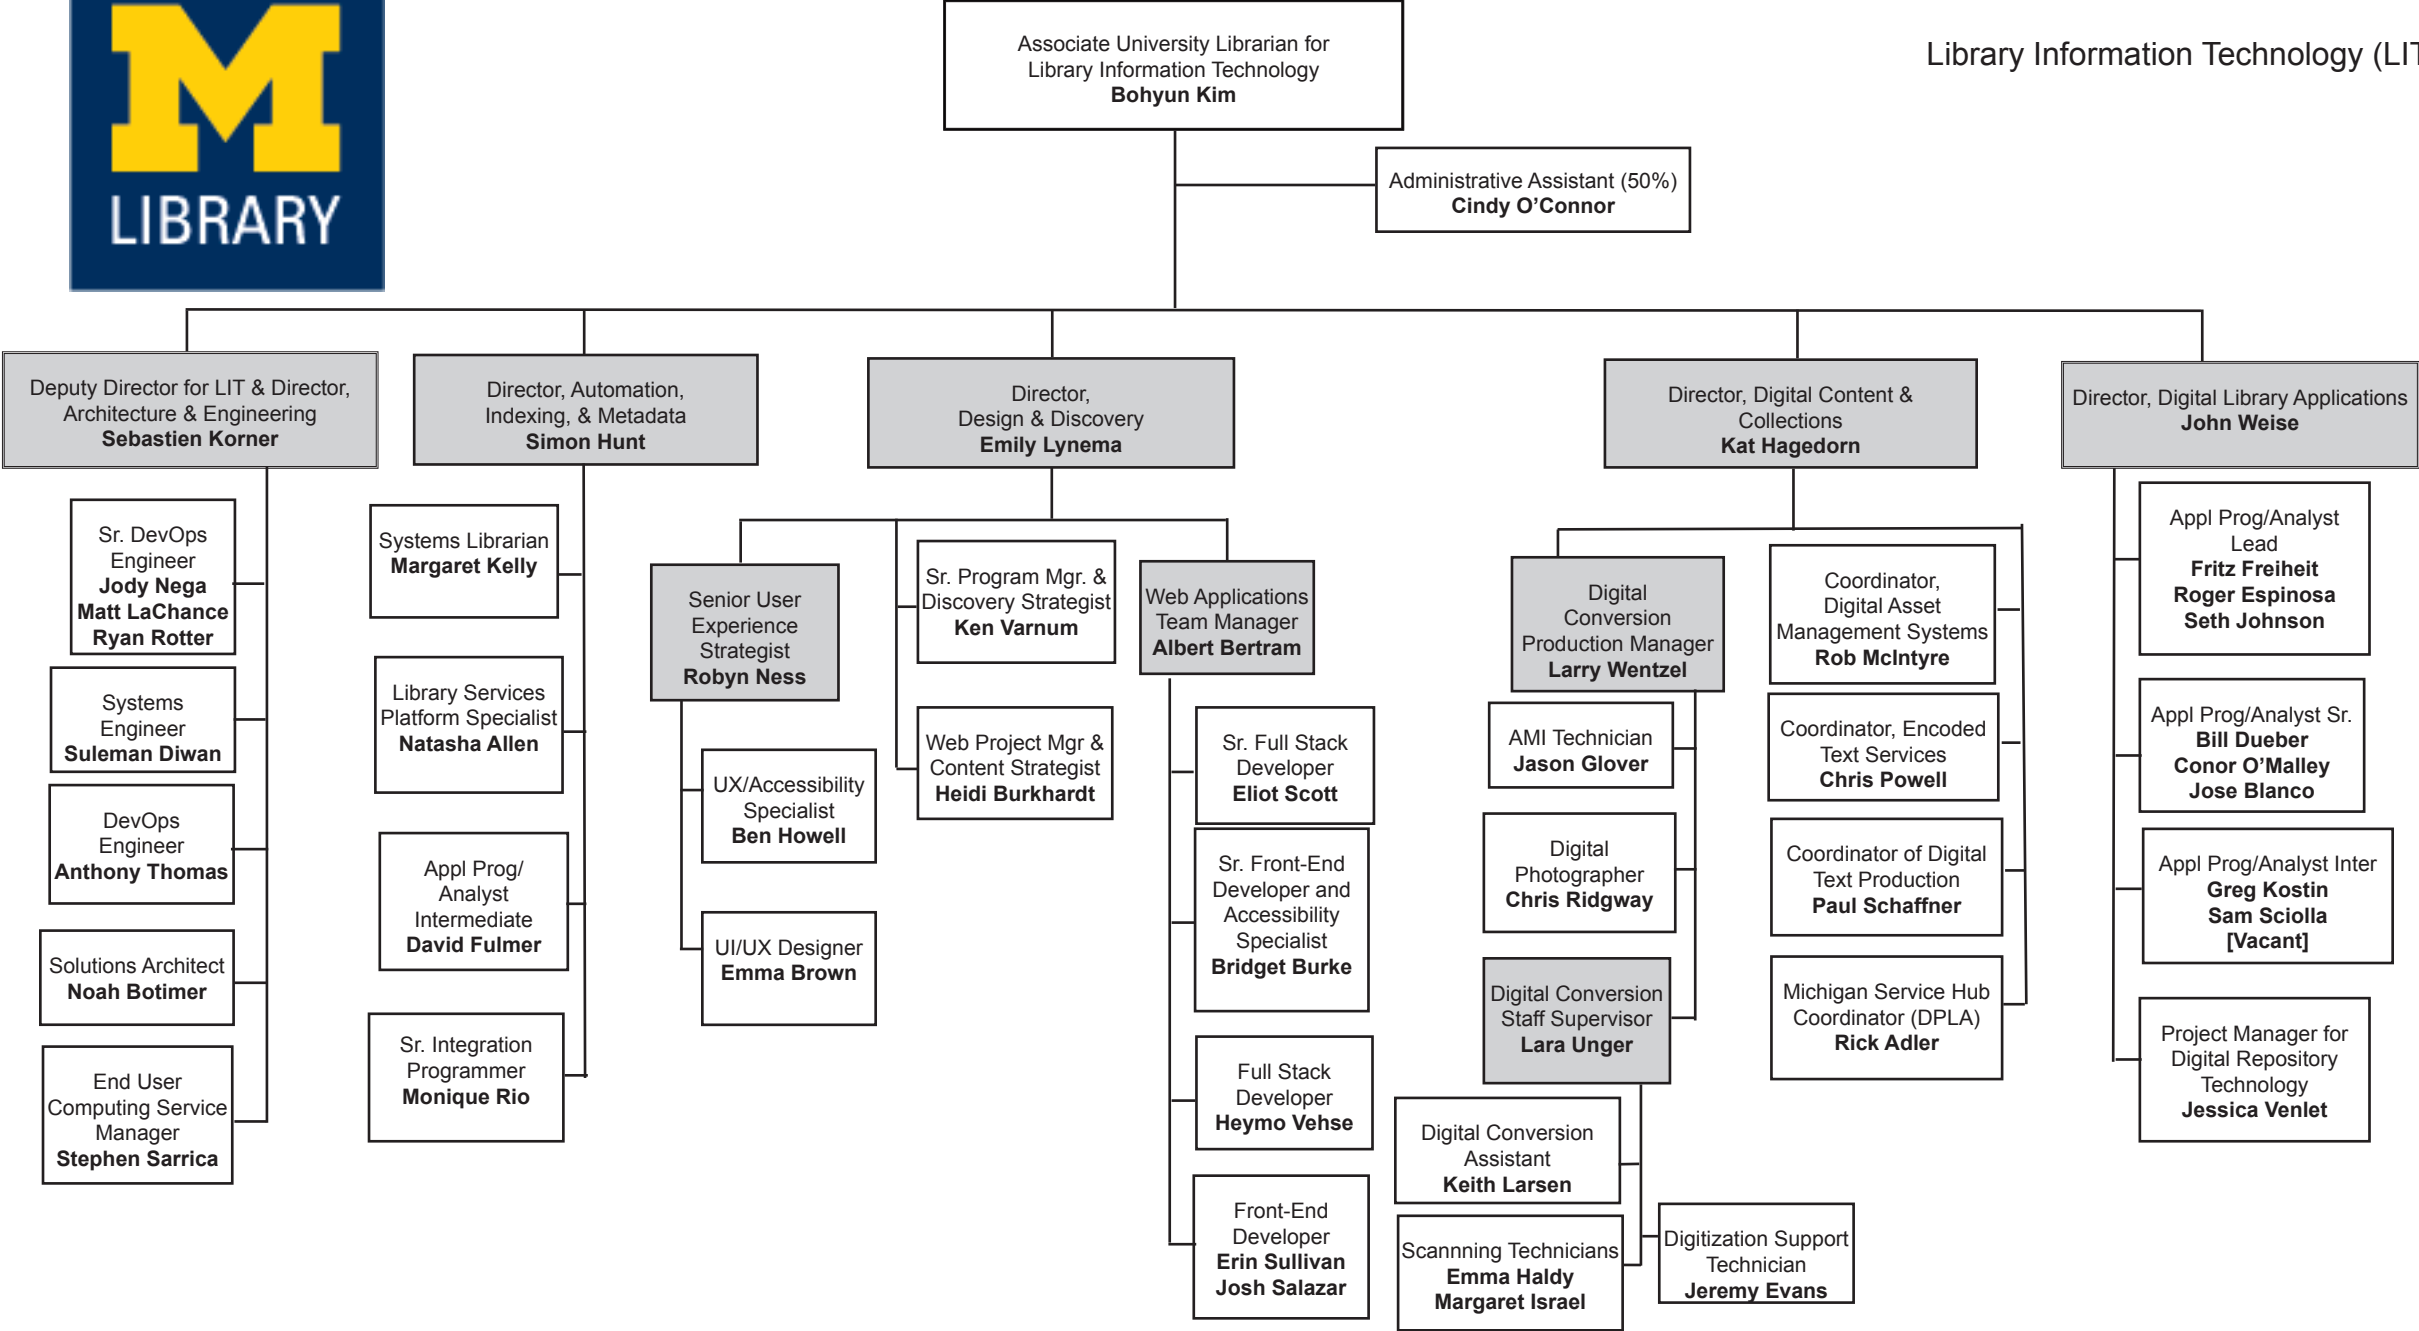 M
LIBRARY
Associate University Librarian for
Library Information Technology
Bohyun Kim
Library Information Technology (LIT
Administrative Assistant (50%)
Cindy O’Connor
Deputy Director for LIT & Director,
Architecture & Engineering
Sebastien Korner
Sr. DevOps
Engineer
Jody Nega
Matt LaChance
Ryan Rotter
Systems
Engineer
Suleman Diwan
DevOps
Engineer
Anthony Thomas
Solutions Architect
Noah Botimer
End User
Computing Service
Manager
Stephen Sarrica
Director, Automation,
Indexing, & Metadata
Simon Hunt
Systems Librarian
Margaret Kelly
Library Services
Platform Specialist
Natasha Allen
Appl Prog/
Analyst
Intermediate
David Fulmer
Sr. Integration
Programmer
Monique Rio
Director,
Design & Discovery
Emily Lynema
Senior User
Experience
Strategist
Robyn Ness
UX/Accessibility
Specialist
Ben Howell
UI/UX Designer
Emma Brown
Sr. Program Mgr. &
Discovery Strategist
Ken Varnum
Web Project Mgr &
Content Strategist
Heidi Burkhardt
Web Applications
Team Manager
Albert Bertram
Sr. Full Stack
Developer
Eliot Scott
Sr. Front-End
Developer and
Accessibility
Specialist
Bridget Burke
Full Stack
Developer
Heymo Vehse
Front-End
Developer
Erin Sullivan
Josh Salazar
Director, Digital Content &
Collections
Kat Hagedorn
Digital
Conversion
Production Manager
Larry Wentzel
AMI Technician
Jason Glover
Digital
Photographer
Chris Ridgway
Digital Conversion
Staff Supervisor
Lara Unger
Digital Conversion
Assistant
Keith Larsen
Scannning Technicians
Emma Haldy
Margaret Israel
Digitization Support
Technician
Jeremy Evans
Coordinator,
Digital Asset
Management Systems
Rob McIntyre
Coordinator, Encoded
Text Services
Chris Powell
Coordinator of Digital
Text Production
Paul Schaffner
Michigan Service Hub
Coordinator (DPLA)
Rick Adler
Director, Digital Library Applications
John Weise
Appl Prog/Analyst
Lead
Fritz Freiheit
Roger Espinosa
Seth Johnson
Appl Prog/Analyst Sr.
Bill Dueber
Conor O’Malley
Jose Blanco
Appl Prog/Analyst Inter
Greg Kostin
Sam Sciolla
[Vacant]
Project Manager for
Digital Repository
Technology
Jessica Venlet